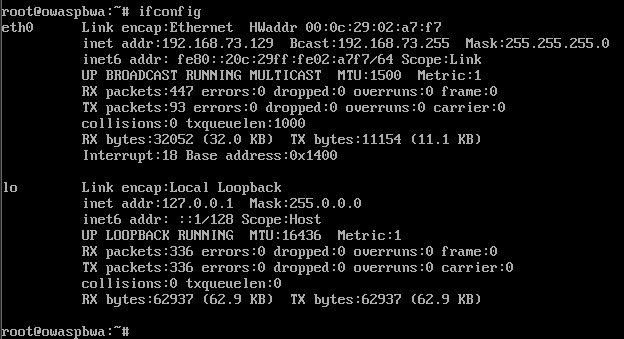 root@owaspbwa:~# ifconfig
eth0      Link encap:Ethernet  HWaddr 00:0c:29:02:a7:f7
          inet addr:192.168.73.129  Bcast:192.168.73.255  Mask:255.255.255.0
          inet6 addr: fe80::20c:29ff:fe02:a7f7/64 Scope:Link
          UP BROADCAST RUNNING MULTICAST  MTU:1500  Metric:1
          RX packets:447 errors:0 dropped:0 overruns:0 frame:0
          TX packets:93 errors:0 dropped:0 overruns:0 carrier:0
          collisions:0 txqueuelen:1000
          RX bytes:32052 (32.0 KB)  TX bytes:11154 (11.1 KB)
          Interrupt:18 Base address:0x1400
lo        Link encap:Local Loopback
          inet addr:127.0.0.1  Mask:255.0.0.0
          inet6 addr: ::1/128 Scope:Host
          UP LOOPBACK RUNNING  MTU:16436  Metric:1
          RX packets:336 errors:0 dropped:0 overruns:0 frame:0
          TX packets:336 errors:0 dropped:0 overruns:0 carrier:0
          collisions:0 txqueuelen:0
          RX bytes:62937 (62.9 KB)  TX bytes:62937 (62.9 KB)
root@owaspbwa:~#